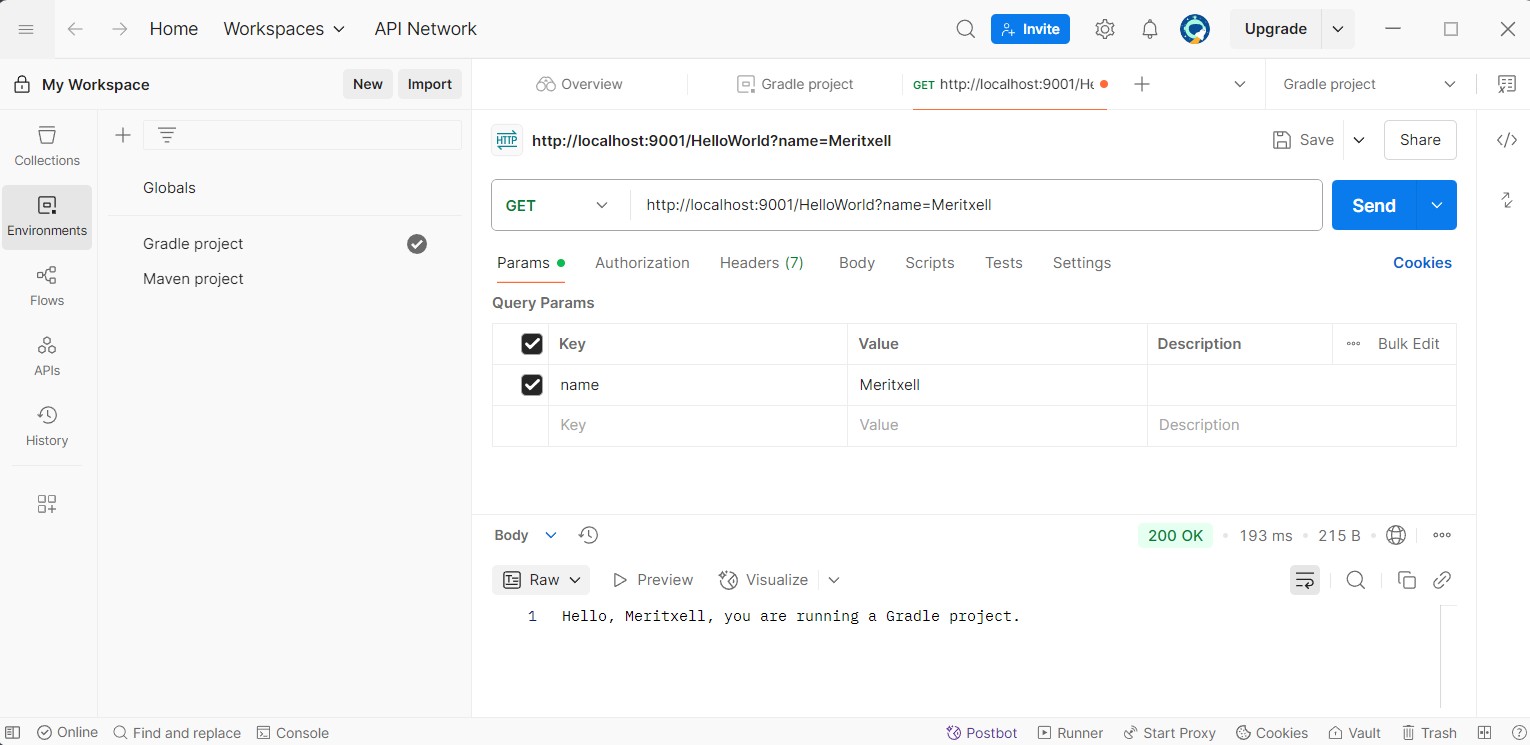 Home Workspaces API Network Invite Upgrade
My Workspace New Import Overview Gradle project GET http://localhost:9001/He Gradle project
HTTP http://localhost:9001/HelloWorld?name=Meritxell Save Share
Collections
Environments
Flows
APIs
History
Globals
Gradle project
Maven project
GET http://localhost:9001/HelloWorld?name=Meritxell Send
Params Authorization Headers (7) Body Scripts Tests Settings Cookies
Query Params
Key Value Description Bulk Edit
name Meritxell
Key Value Description
Body 200 OK 193 ms 215 B
Raw Preview Visualize
1 Hello, Meritxell, you are running a Gradle project.
Online Find and replace Console Postbot Runner Start Proxy Cookies Vault Trash